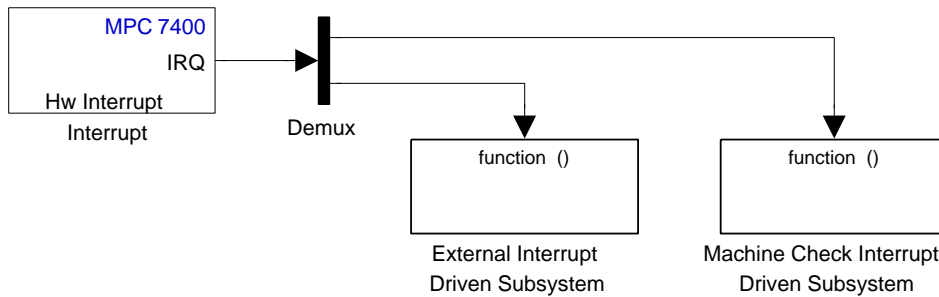 MPC 7400
IRQ
Hw Interrupt
Interrupt
Demux
function ()
External Interrupt
Driven Subsystem
function ()
Machine Check Interrupt
Driven Subsystem